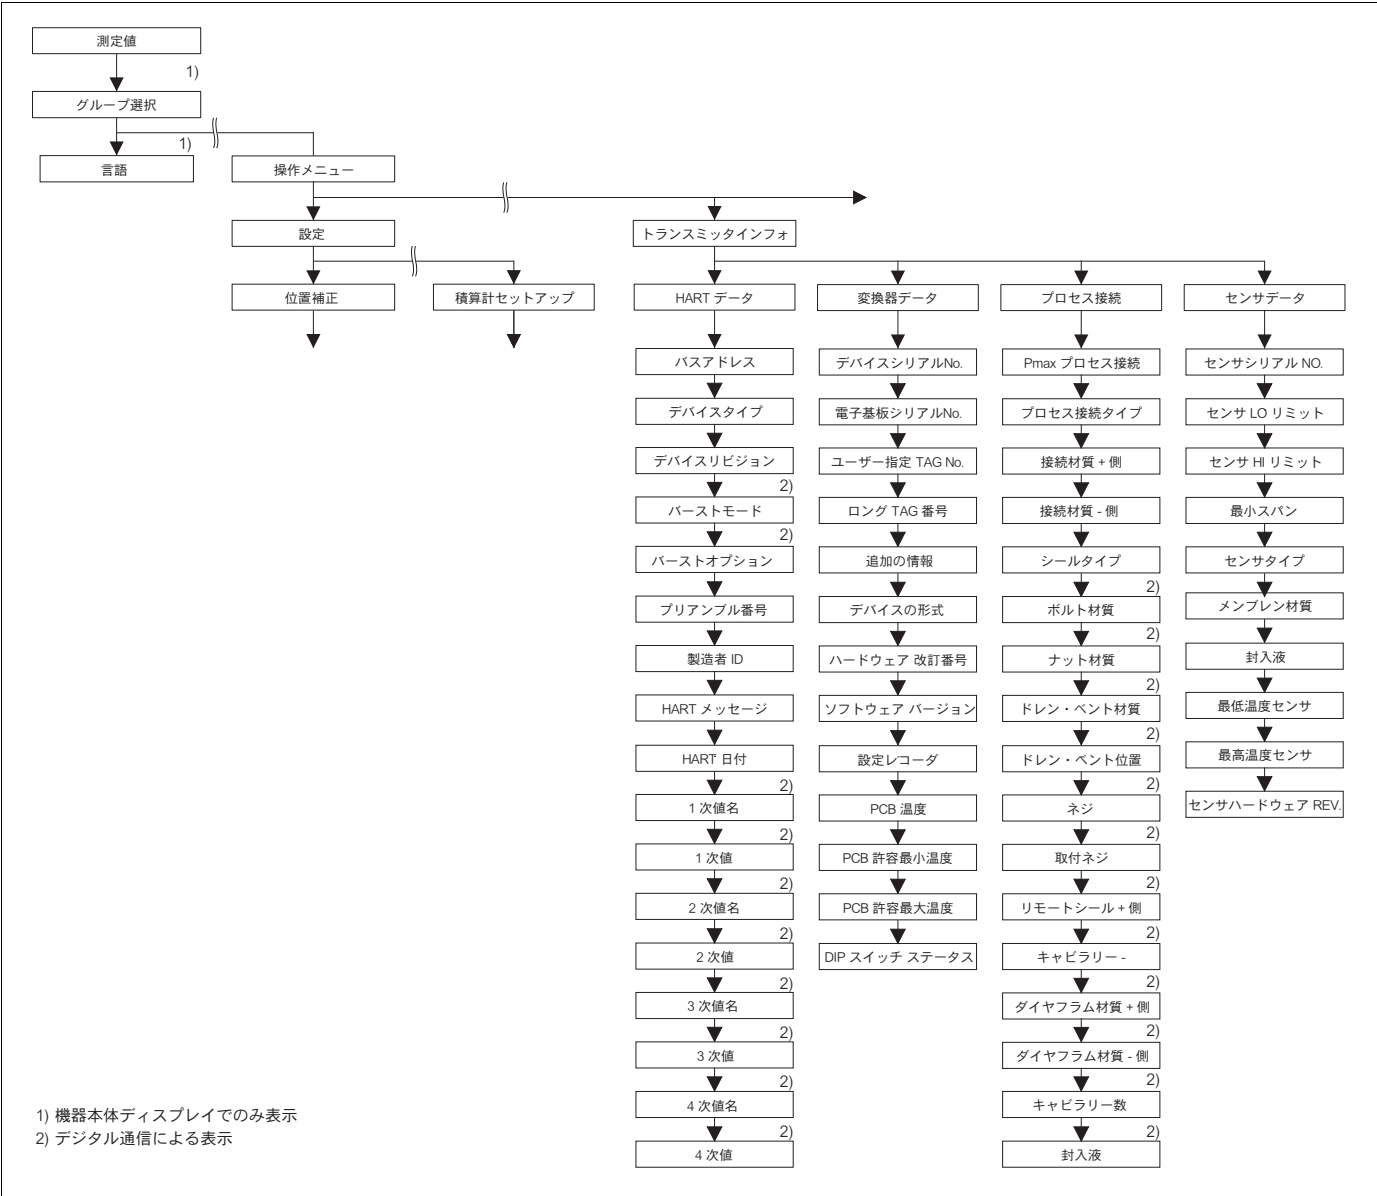 測定値
1)
グループ選択
1)
言語
操作メニュー
設定
トランスミッタインフォ
位置補正
積算計セットアップ
HART データ
変換器データ
プロセス接続
センサデータ
バスアドレス
デバイスシリアルNo.
Pmax プロセス接続
センサシリアル NO.
デバイスタイプ
電子基板シリアルNo.
プロセス接続タイプ
センサ LO リミット
デバイスリビジョン
ユーザー指定 TAG No.
接続材質 + 側
センサ HI リミット
2)
バーストモード
ロング TAG 番号
接続材質 - 側
最小スパン
2)
バーストオプション
追加の情報
シールタイプ
センサタイプ
2)
プリアンブル番号
デバイスの形式
ボルト材質
メンブレン材質
2)
製造者 ID
ハードウェア 改訂番号
ナット材質
封入液
2)
HART メッセージ
ソフトウェア バージョン
ドレン・ベント材質
最低温度センサ
2)
HART 日付
設定レコーダ
ドレン・ベント位置
最高温度センサ
2)
2)
1 次値名
PCB 温度
ネジ
センサハードウェア REV.
2)
2)
1 次値
PCB 許容最小温度
取付ネジ
2)
2)
2 次値名
PCB 許容最大温度
リモートシール + 側
2)
2)
2 次値
DIP スイッチ ステータス
キャピラリー -
2)
2)
3 次値名
ダイヤフラム材質 + 側
2)
2)
3 次値
ダイヤフラム材質 - 側
2)
2)
4 次値名
キャピラリー数
2)
2)
4 次値
封入液
1) 機器本体ディスプレイでのみ表示
2) デジタル通信による表示